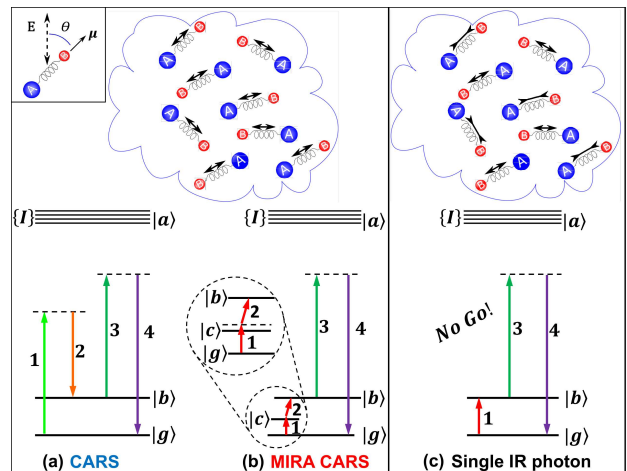 E θ μ
B
A
A B B A
B A
A A B
B B A
B A B
A B B A
A B
B A
B A A
{I} |a⟩
{I} |a⟩
{I} |a⟩
1 2 3 4
|b⟩
|g⟩
(a) CARS
|b⟩
2
|c⟩
1
|g⟩
3 4
|c⟩ 2
1
|b⟩
|g⟩
(b) MIRA CARS
No Go!
3 4
1
|b⟩
|g⟩
(c) Single IR photon